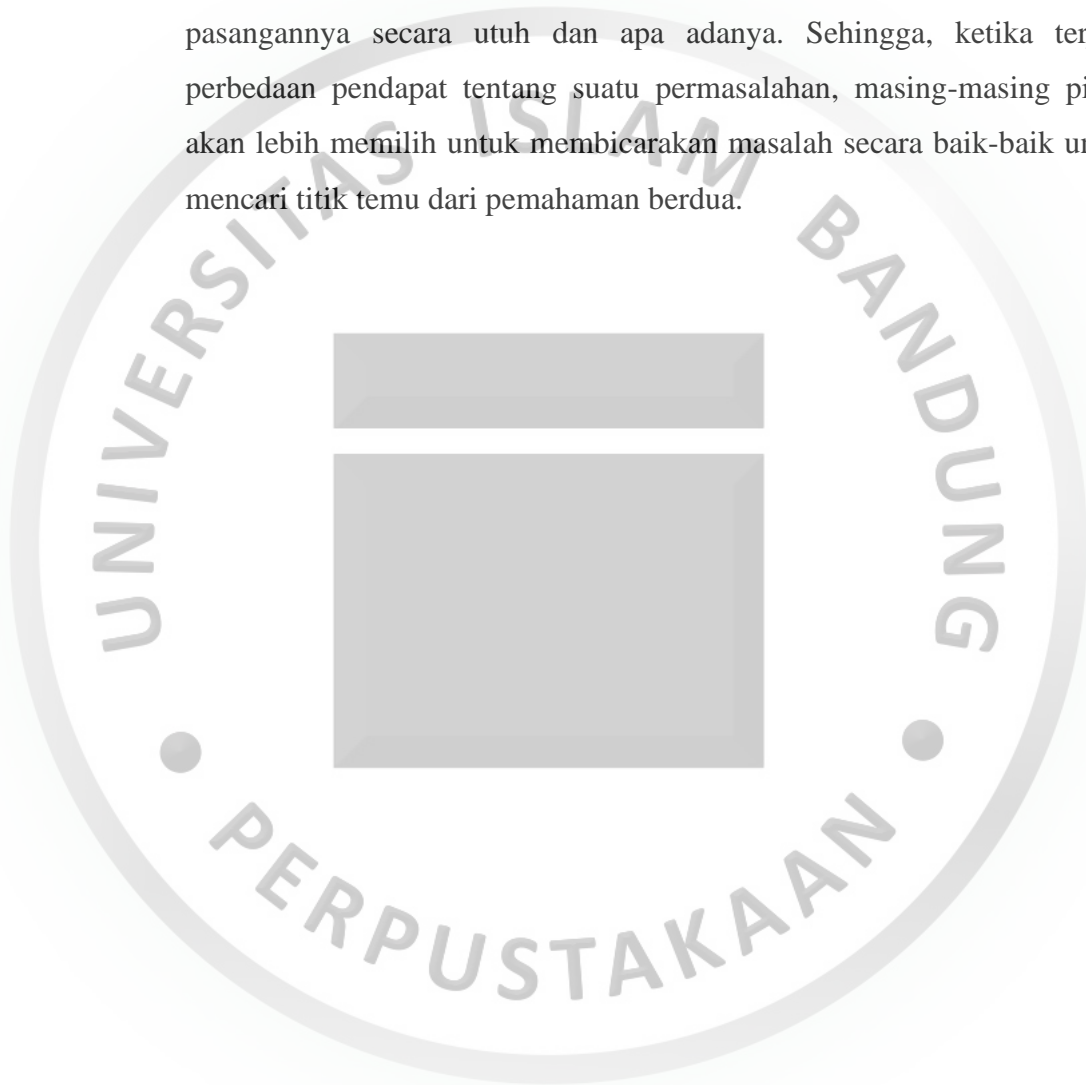 pasangannya secara utuh dan apa adanya. Sehingga, ketika ter
perbedaan pendapat tentang suatu permasalahan, masing-masing pi
akan lebih memilih untuk membicarakan masalah secara baik-baik un
mencari titik temu dari pemahaman berdua.
UNIVERSITAS ISLAM BANDUNG
• PERPUSTAKAAN •